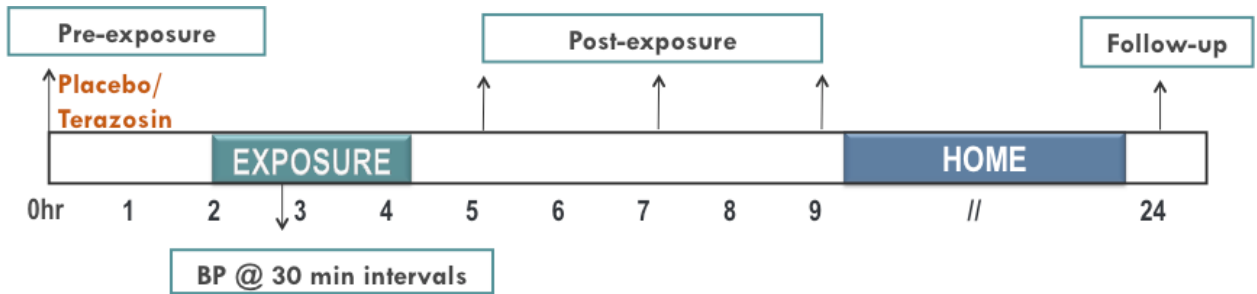 Pre-exposure
Post-exposure
Follow-up
Placebo/
Terazosin
EXPOSURE
HOME
0hr 1 2 3 4 5 6 7 8 9 // 24
BP @ 30 min intervals